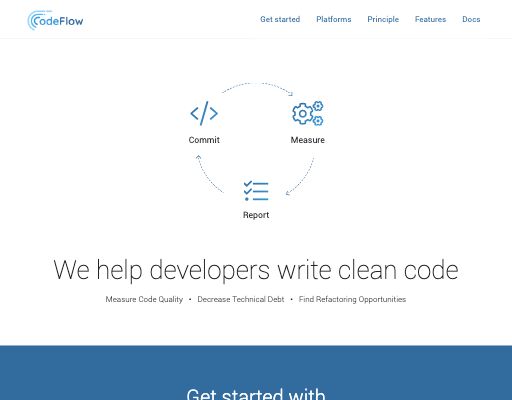 CodeFlow
Get started Platforms Principle Features Docs
</>
Commit Measure
Report
We help developers write clean code
Measure Code Quality • Decrease Technical Debt • Find Refactoring Opportunities
Get started with